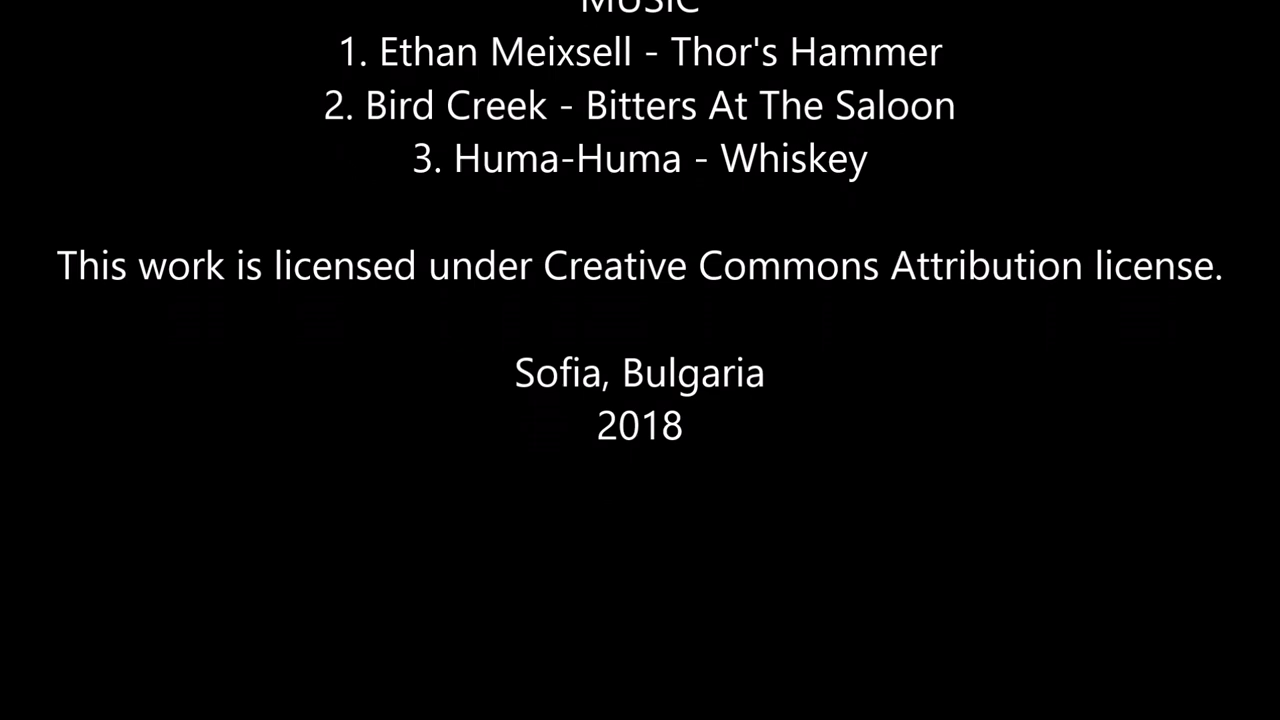 MUSIC
1. Ethan Meixsell - Thor's Hammer
2. Bird Creek - Bitters At The Saloon
3. Huma-Huma - Whiskey
This work is licensed under Creative Commons Attribution license.
Sofia, Bulgaria
2018